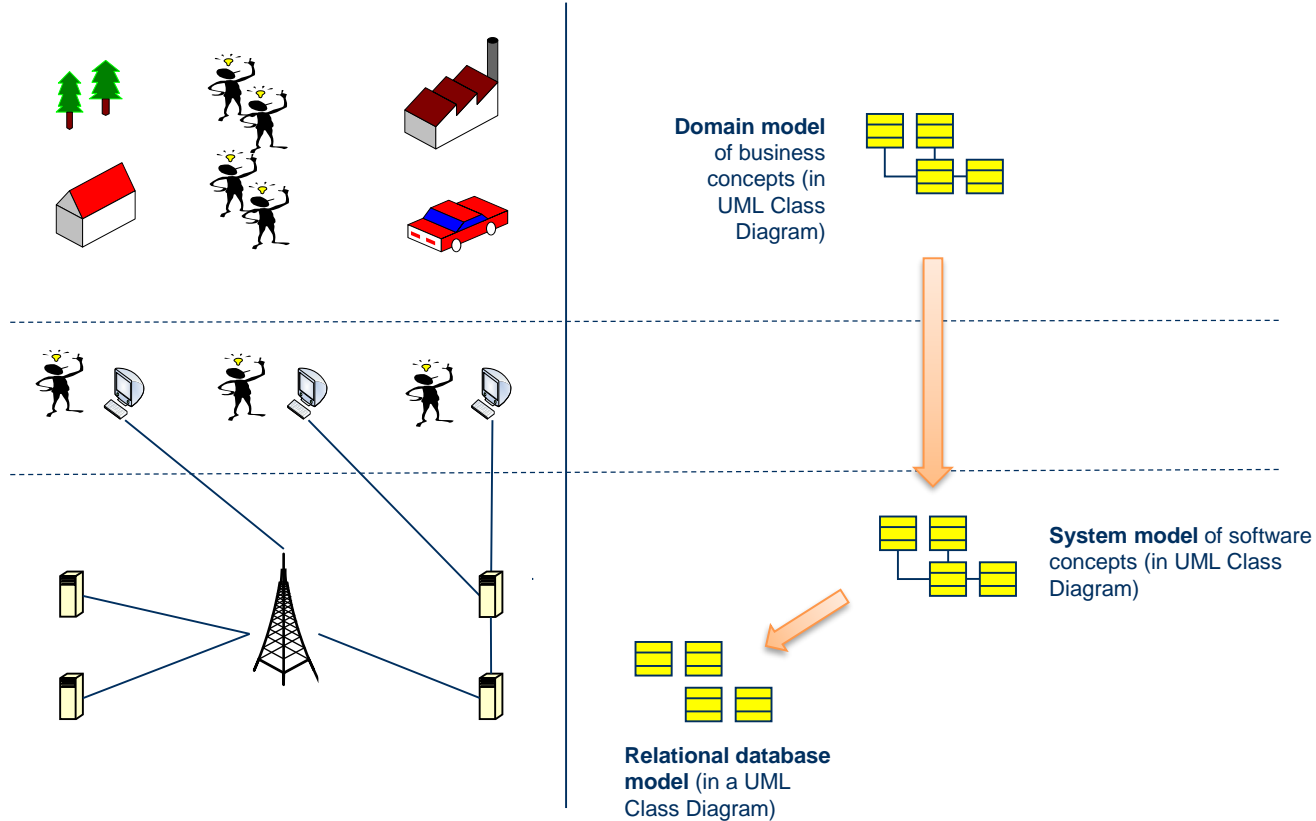 Domain model
of business
concepts (in
UML Class
Diagram)
System model of software
concepts (in UML Class
Diagram)
Relational database
model (in a UML
Class Diagram)